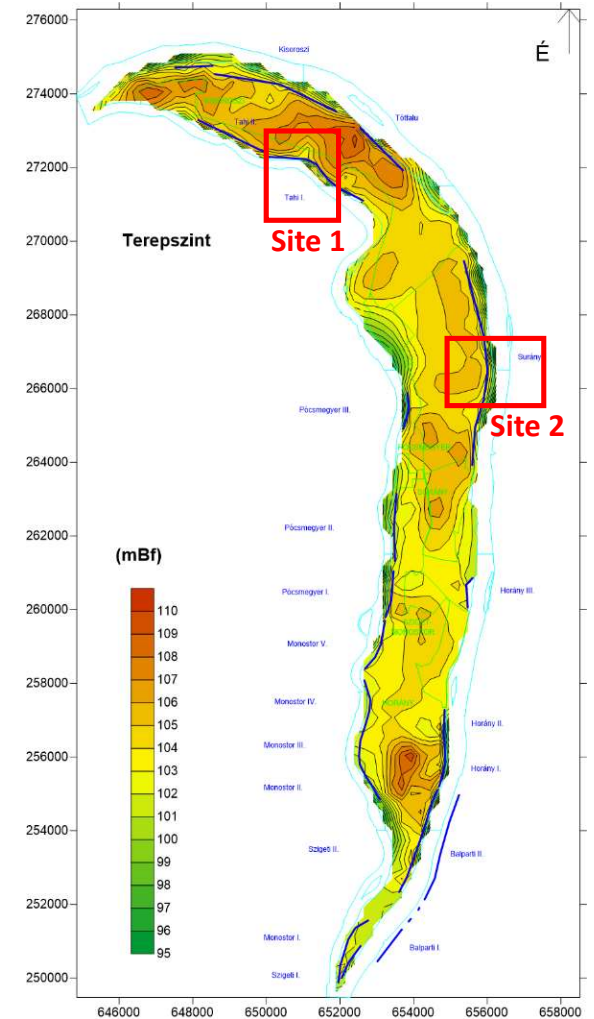 276000
274000
272000
270000
268000
266000
264000
262000
260000
258000
256000
254000
252000
250000
646000
648000
650000
652000
654000
656000
658000
É
Kisoroszi
Tótfalu
Tahi II.
Tahi I.
Site 1
Terepszint
Surány
Site 2
Pócsmegyer III.
Pócsmegyer II.
Pócsmegyer I.
Horány III.
Monostor V.
MONOSTOR
Monostor IV.
HORÁNY
Horány II.
Monostor III.
Horány I.
Monostor II.
Szigeti II.
Balparti II.
Monostor I.
Balparti I.
Szigeti I.
(mBf)
110
109
108
107
106
105
104
103
102
101
100
99
98
97
96
95